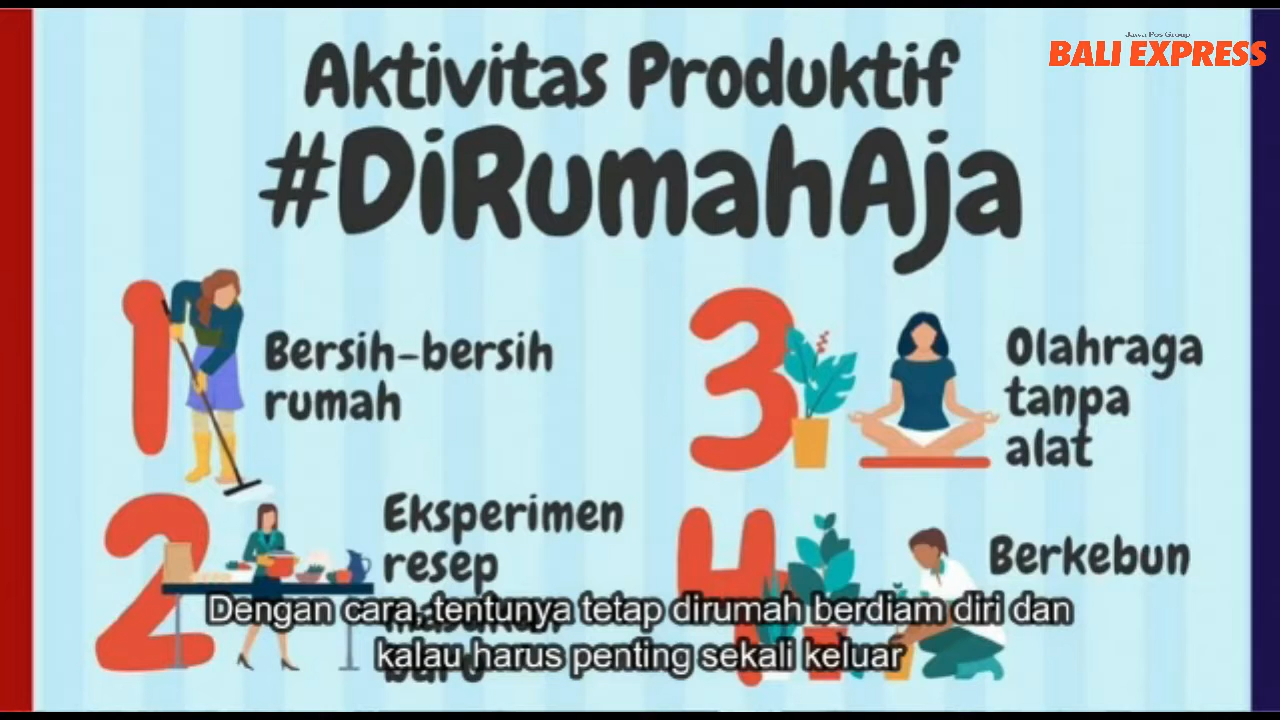 Jawa Pos Group
BALI EXPRESS
Aktivitas Produktif
#DiRumahAja
1
Bersih-bersih
rumah
2
Eksperimen
resep
baru
3
Olahraga
tanpa
alat
4
Berkebun
Dengan cara, tentunya tetap dirumah berdiam diri dan
kalau harus penting sekali keluar